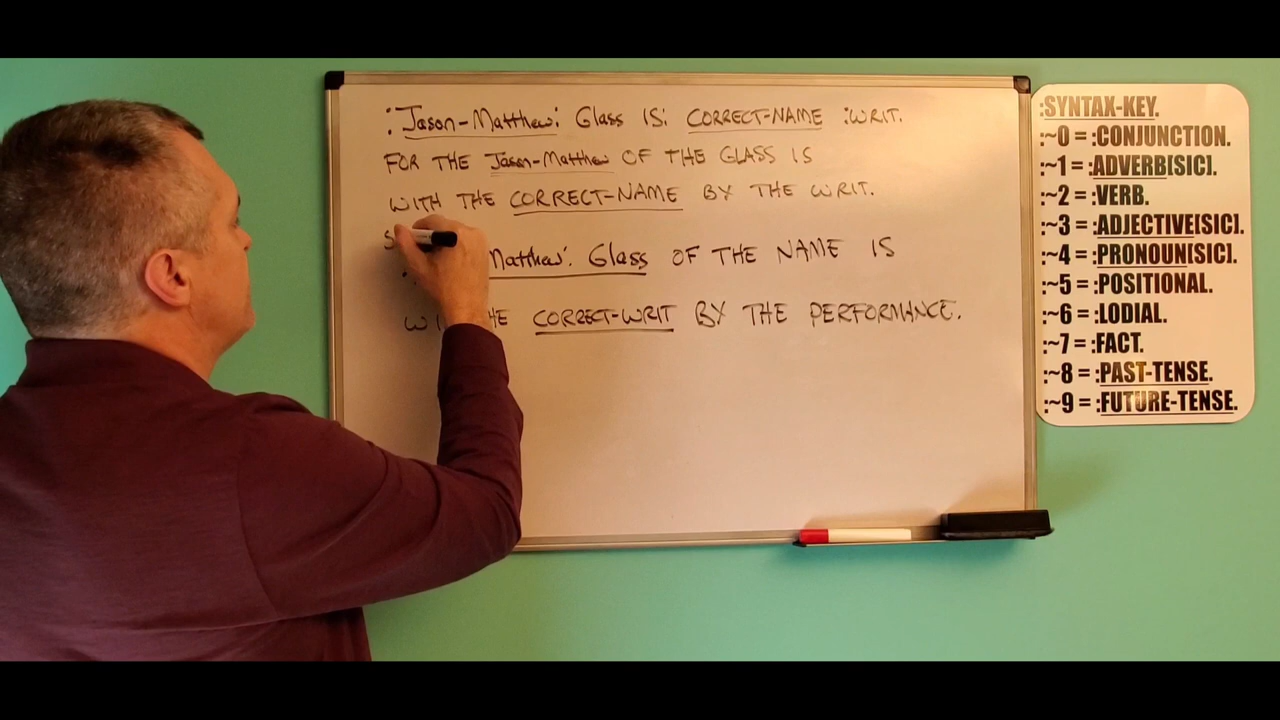 :Jason-Matthew: Glass IS: CORRECT-NAME :WRIT.
FOR THE Jason-Matthew OF THE GLASS IS
WITH THE CORRECT-NAME BY THE WRIT.
Matthew: Glass OF THE NAME IS
CORRECT-WRIT BY THE PERFORMANCE.
:SYNTAX-KEY.
:~0 = :CONJUNCTION.
:~1 = :ADVERB[SIC].
:~2 = :VERB.
:~3 = :ADJECTIVE[SIC].
:~4 = :PRONOUN[SIC].
:~5 = :POSITIONAL.
:~6 = :LODIAL.
:~7 = :FACT.
:~8 = :PAST-TENSE.
:~9 = :FUTURE-TENSE.